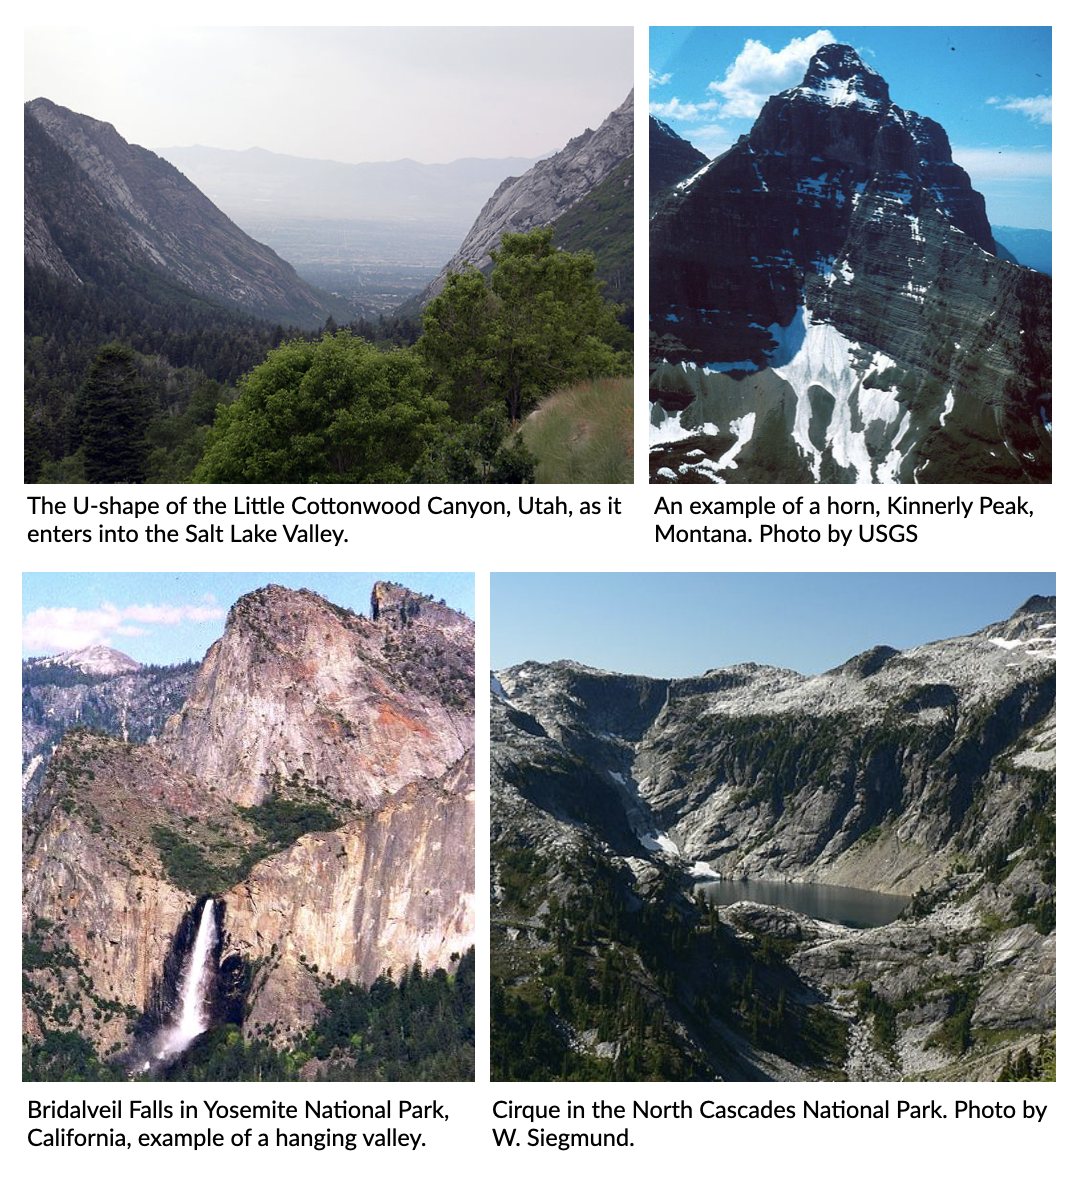 The U-shape of the Little Cottonwood Canyon, Utah, as it
enters into the Salt Lake Valley.
An example of a horn, Kinnerly Peak,
Montana. Photo by USGS
Bridalveil Falls in Yosemite National Park,
California, example of a hanging valley.
Cirque in the North Cascades National Park. Photo by
W. Siegmund.